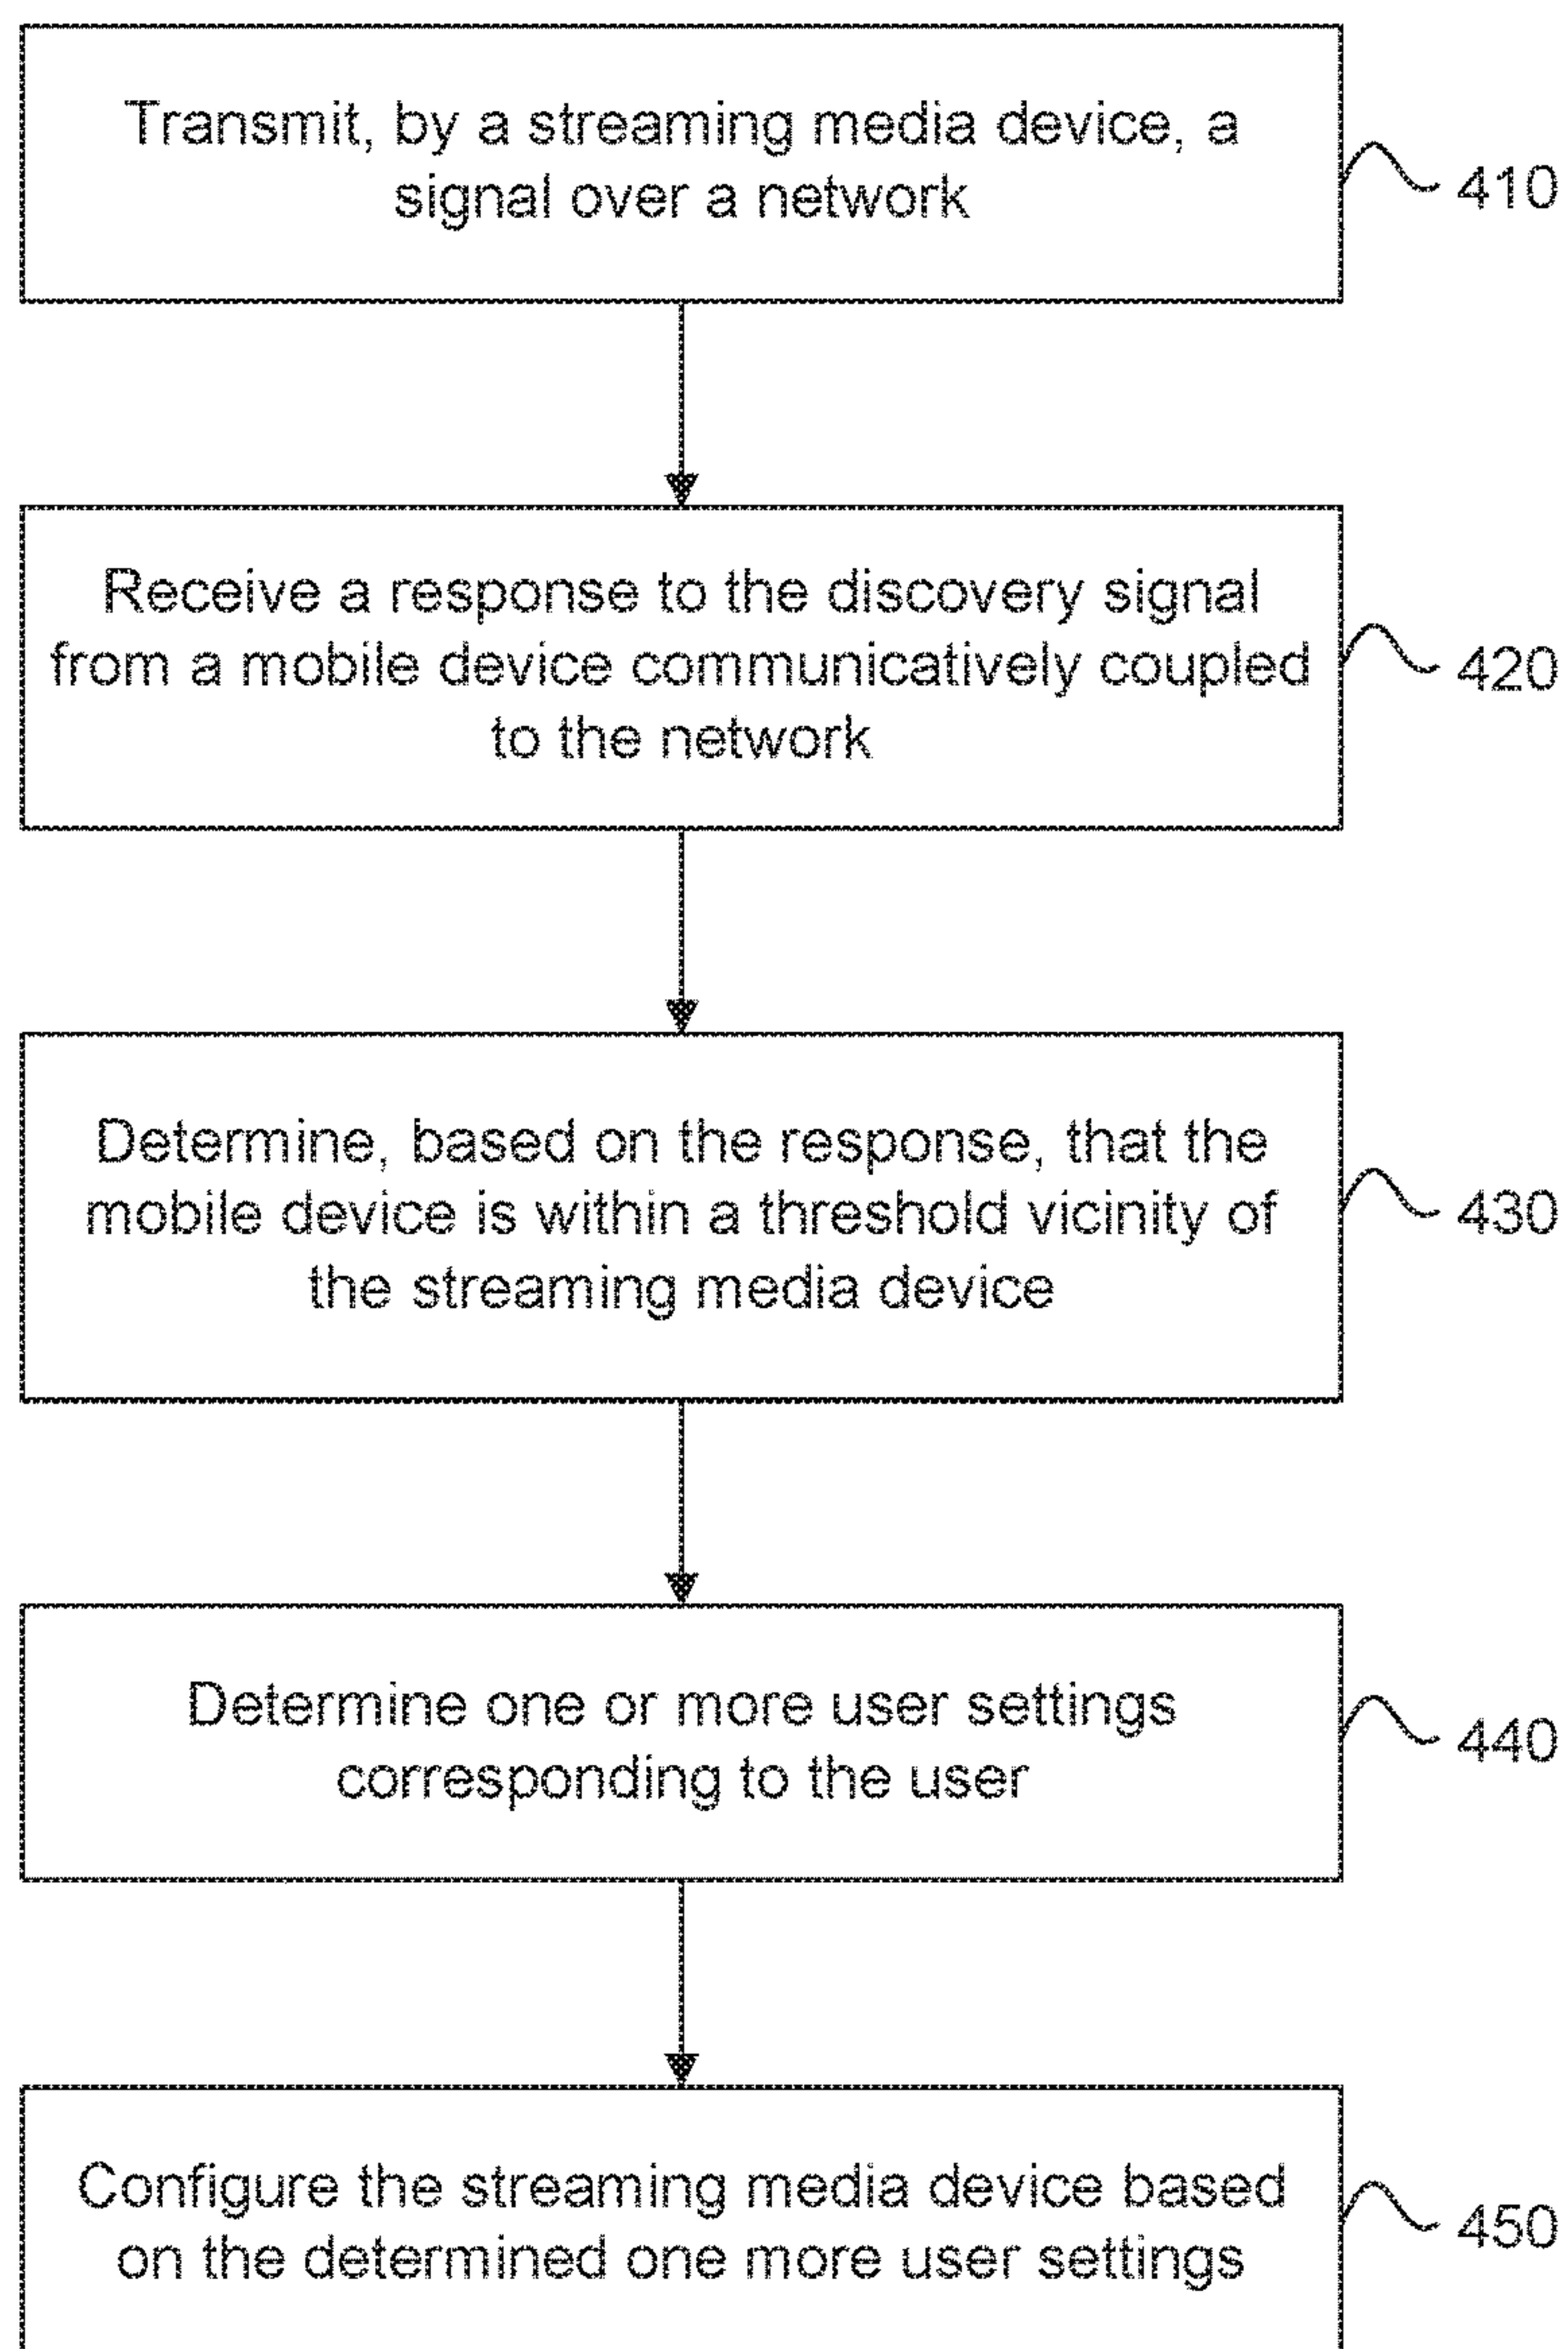 Transmit, by a streaming media device, a
signal over a network
410
Receive a response to the discovery signal
from a mobile device communicatively coupled
to the network
420
Determine, based on the response, that the
mobile device is within a threshold vicinity of
the streaming media device
430
Determine one or more user settings
corresponding to the user
440
Configure the streaming media device based
on the determined one more user settings
450